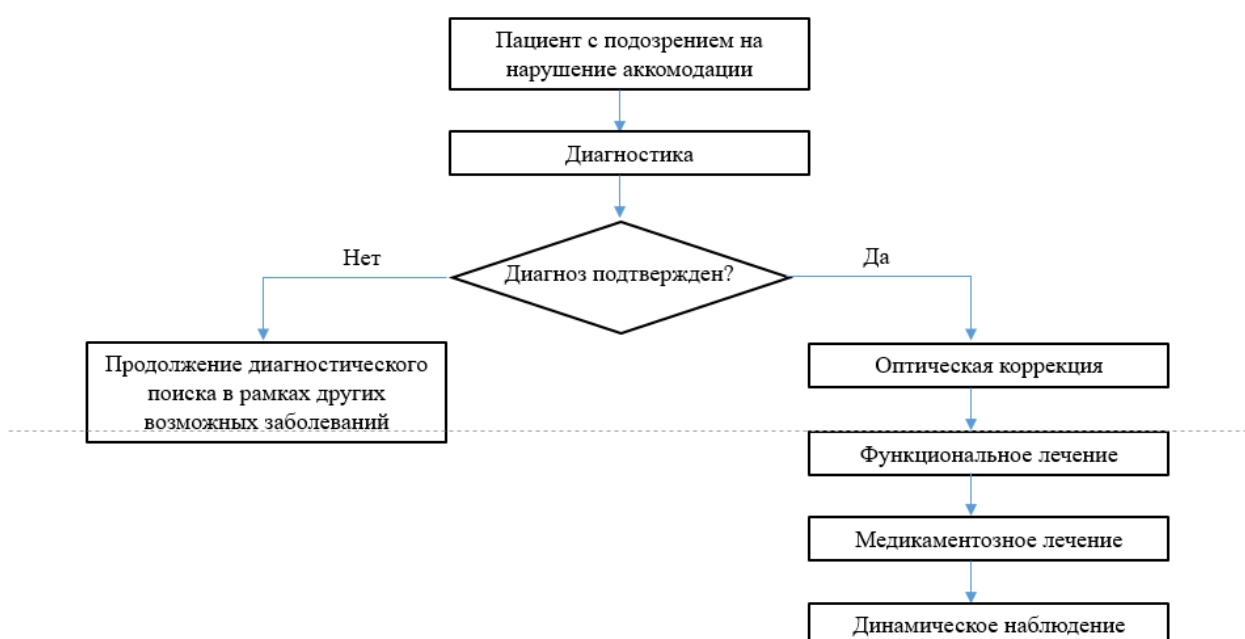 Пациент с подозрением на
нарушение аккомодации
Диагностика
Диагноз подтвержден?
Нет
Да
Продолжение диагностического
поиска в рамках других
возможных заболеваний
Оптическая коррекция
Функциональное лечение
Медикаментозное лечение
Динамическое наблюдение